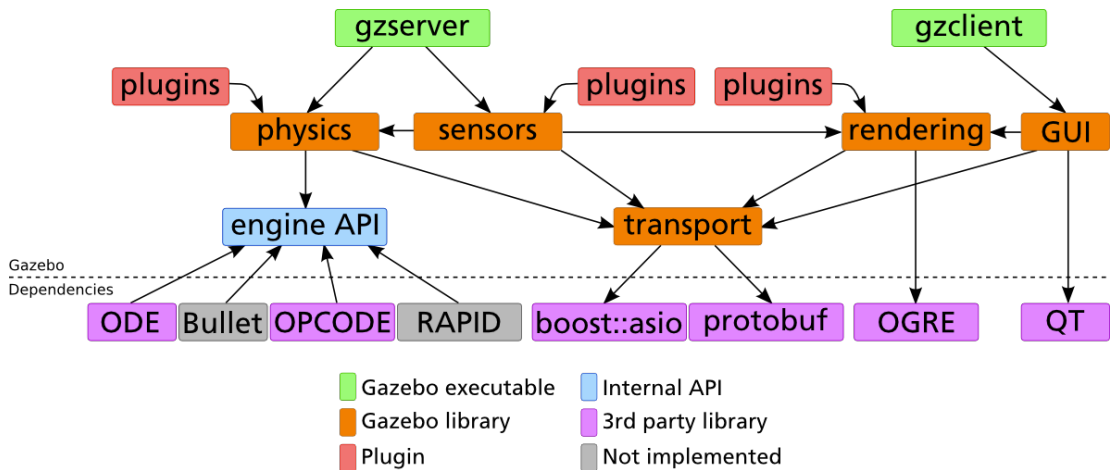 gzserver
gzclient
plugins
plugins
plugins
physics
sensors
rendering
GUI
engine API
transport
Gazebo
Dependencies
ODE
Bullet
OPCODE
RAPID
boost::asio
protobuf
OGRE
QT
Gazebo executable
Internal API
Gazebo library
3rd party library
Plugin
Not implemented